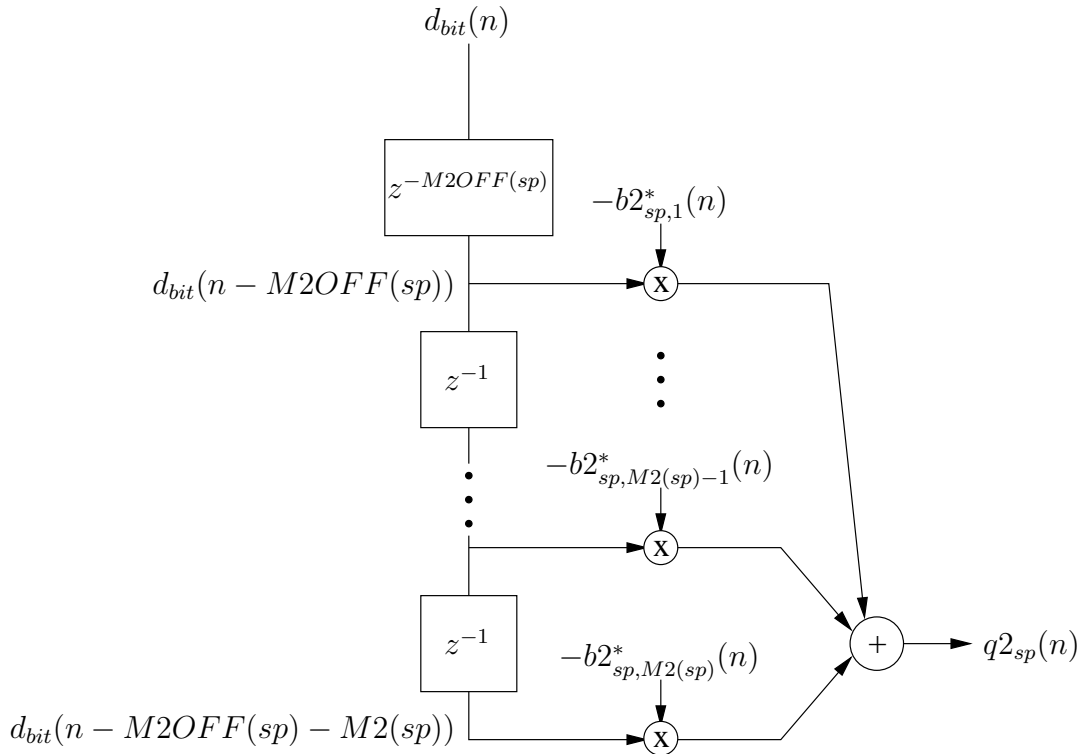 d_{bit}(n)
z^{-M2OFF(sp)}
-b2^{*}_{sp,1}(n)
d_{bit}(n - M2OFF(sp))
x
z^{-1}
-b2^{*}_{sp,M2(sp)-1}(n)
x
z^{-1}
-b2^{*}_{sp,M2(sp)}(n)
+
q2_{sp}(n)
d_{bit}(n - M2OFF(sp) - M2(sp))
x